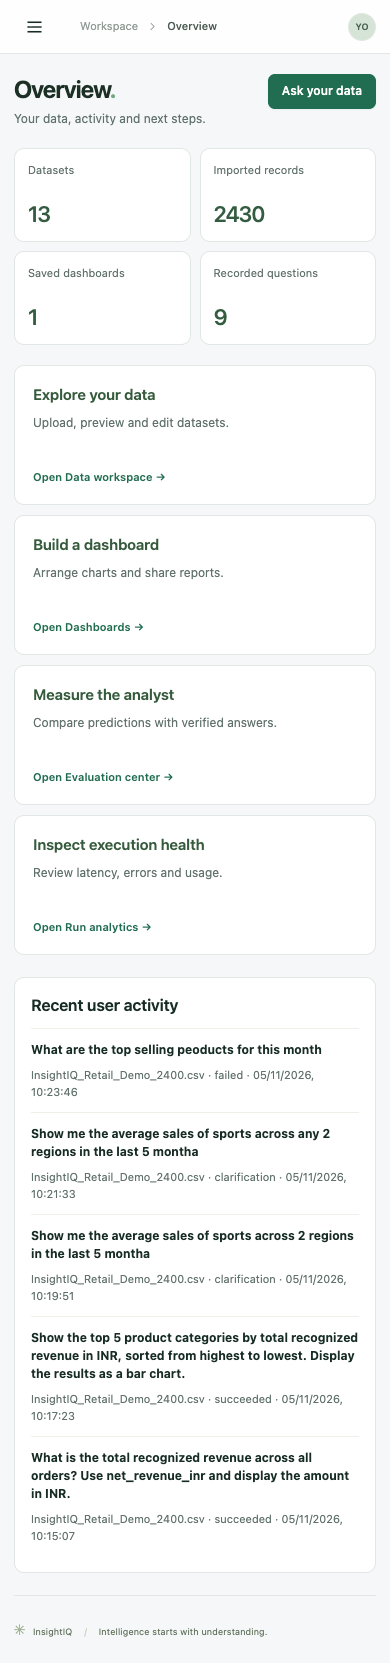 Workspace > Overview
YO
Overview.
Ask your data
Your data, activity and next steps.
Datasets
13
Imported records
2430
Saved dashboards
1
Recorded questions
9
Explore your data
Upload, preview and edit datasets.
Open Data workspace →
Build a dashboard
Arrange charts and share reports.
Open Dashboards →
Measure the analyst
Compare predictions with verified answers.
Open Evaluation center →
Inspect execution health
Review latency, errors and usage.
Open Run analytics →
Recent user activity
What are the top selling peoducts for this month
InsightIQ_Retail_Demo_2400.csv · failed · 05/11/2026,
10:23:46
Show me the average sales of sports across any 2
regions in the last 5 montha
InsightIQ_Retail_Demo_2400.csv · clarification · 05/11/2026,
10:21:33
Show me the average sales of sports across 2 regions
in the last 5 montha
InsightIQ_Retail_Demo_2400.csv · clarification · 05/11/2026,
10:19:51
Show the top 5 product categories by total recognized
revenue in INR, sorted from highest to lowest. Display
the results as a bar chart.
InsightIQ_Retail_Demo_2400.csv · succeeded · 05/11/2026,
10:17:23
What is the total recognized revenue across all
orders? Use net_revenue_inr and display the amount
in INR.
InsightIQ_Retail_Demo_2400.csv · succeeded · 05/11/2026,
10:15:07
InsightIQ / Intelligence starts with understanding.